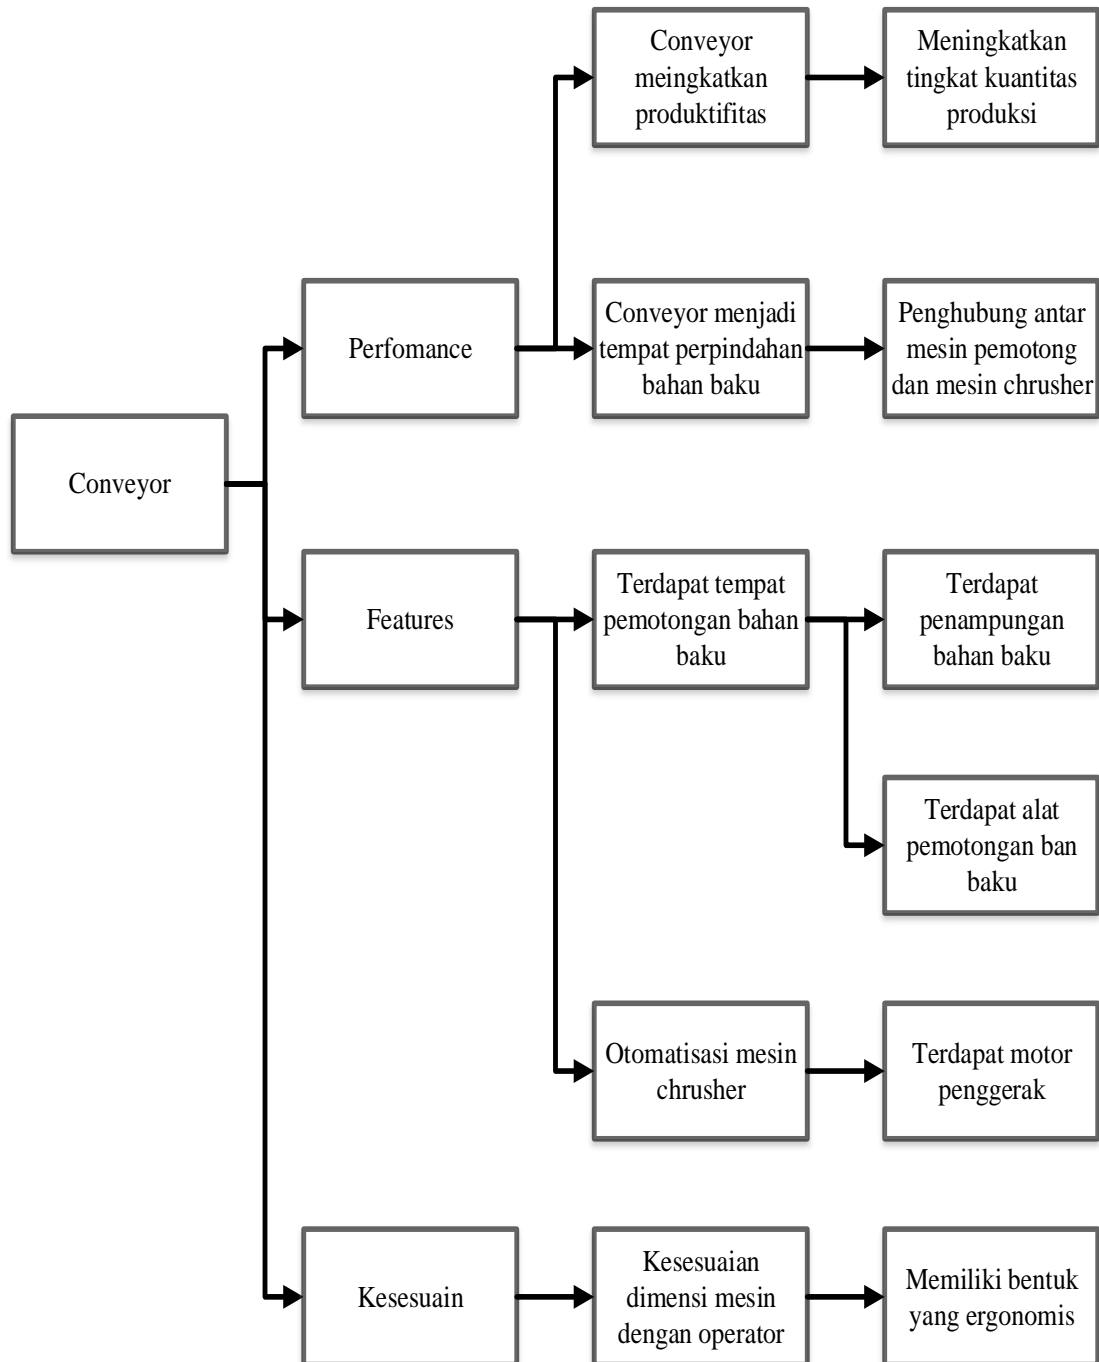 Conveyor
meingkatkan
produktifitas
Meningkatkan
tingkat kuantitas
produksi
Perfomance
Conveyor menjadi
tempat perpindahan
bahan baku
Penghubung antar
mesin pemotong
dan mesin chrusher
Conveyor
Features
Terdapat tempat
pemotongan bahan
baku
Terdapat
penampungan
bahan baku
Terdapat alat
pemotongan ban
baku
Otomatisasi mesin
chrusher
Terdapat motor
penggerak
Kesesuain
Kesesuaian
dimensi mesin
dengan operator
Memiliki bentuk
yang ergonomis